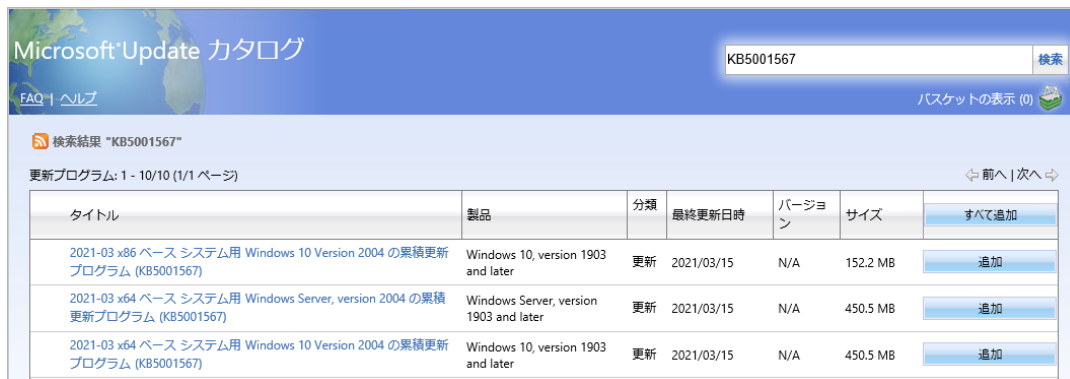 Microsoft®Update カタログ
KB5001567
検索
FAQ | ヘルプ
バスケットの表示 (0)
検索結果 "KB5001567"
更新プログラム: 1 - 10/10 (1/1 ページ)
前へ | 次へ
タイトル
製品
分類
最終更新日時
バージョ
ン
サイズ
すべて追加
2021-03 x86 ベース システム用 Windows 10 Version 2004 の累積更新
プログラム (KB5001567)
Windows 10, version 1903
and later
更新
2021/03/15
N/A
152.2 MB
追加
2021-03 x64 ベース システム用 Windows Server, version 2004 の累積
更新プログラム (KB5001567)
Windows Server, version
1903 and later
更新
2021/03/15
N/A
450.5 MB
追加
2021-03 x64 ベース システム用 Windows 10 Version 2004 の累積更新
プログラム (KB5001567)
Windows 10, version 1903
and later
更新
2021/03/15
N/A
450.5 MB
追加